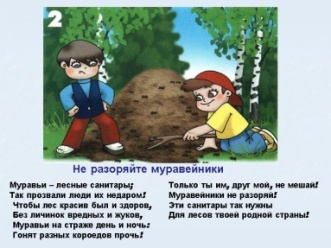 2
Не разоряйте муравейники
Муравьи – лесные санитары;
Так прозвали люди их недаром!
Чтобы лес красив был и здоров,
Без личинок вредных и жуков,
Муравьи на страже день и ночь:
Гонят разных короедов прочь!
Только ты им, друг мой, не мешай!
Муравейники не разоряй!
Эти санитары так нужны
Для лесов твоей родной страны!